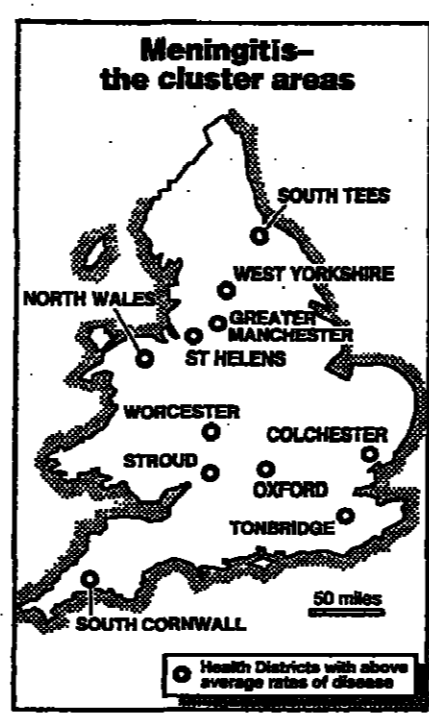 Meningitis–
the cluster areas
SOUTH TEES
WEST YORKSHIRE
NORTH WALES
GREATER
MANCHESTER
ST HELENS
WORCESTER
COLCHESTER
STROUD
OXFORD
TONBRIDGE
50 miles
SOUTH CORNWALL
Health Districts with above
average rates of disease